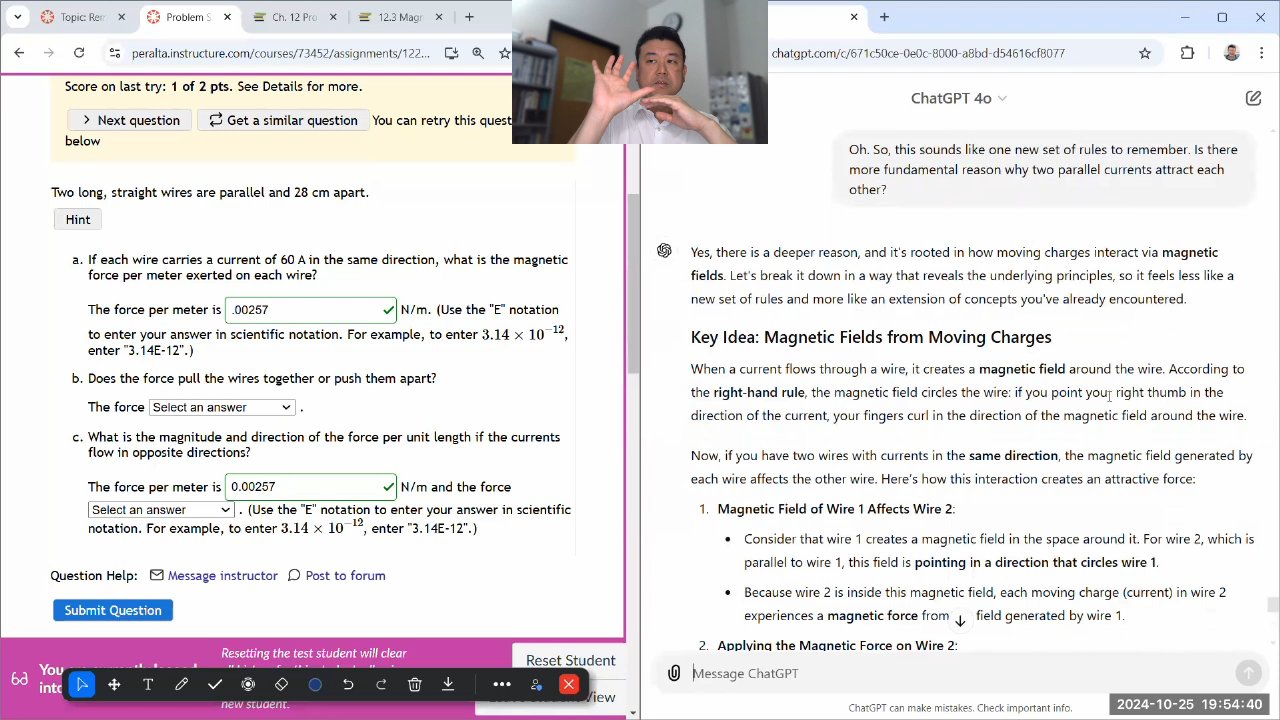 Topic: Rem
Problem S
Ch. 12 Pro
12.3 Magn
peralta.instructure.com/courses/73452/assignments/122...
chatgpt.com/c/671c50ce-0e0c-8000-a8bd-d54616cf8077
Score on last try: 1 of 2 pts. See Details for more.
Next question
Get a similar question
You can retry this quest
below
Two long, straight wires are parallel and 28 cm apart.
Hint
a. If each wire carries a current of 60 A in the same direction, what is the magnetic
force per meter exerted on each wire?
The force per meter is .00257 N/m. (Use the "E" notation
to enter your answer in scientific notation. For example, to enter 3.14 × 10^−12,
enter "3.14E-12".)
b. Does the force pull the wires together or push them apart?
The force Select an answer .
c. What is the magnitude and direction of the force per unit length if the currents
flow in opposite directions?
The force per meter is 0.00257 N/m and the force
Select an answer . (Use the "E" notation to enter your answer in scientific
notation. For example, to enter 3.14 × 10^−12, enter "3.14E-12".)
Question Help: Message instructor Post to forum
Submit Question
Resetting the test student will clear
new student.
Reset Student
View
ChatGPT 4o
Oh. So, this sounds like one new set of rules to remember. Is there
more fundamental reason why two parallel currents attract each
other?
Yes, there is a deeper reason, and it's rooted in how moving charges interact via magnetic
fields. Let's break it down in a way that reveals the underlying principles, so it feels less like a
new set of rules and more like an extension of concepts you've already encountered.
Key Idea: Magnetic Fields from Moving Charges
When a current flows through a wire, it creates a magnetic field around the wire. According to
the right-hand rule, the magnetic field circles the wire: if you point your right thumb in the
direction of the current, your fingers curl in the direction of the magnetic field around the wire.
Now, if you have two wires with currents in the same direction, the magnetic field generated by
each wire affects the other wire. Here's how this interaction creates an attractive force:
1. Magnetic Field of Wire 1 Affects Wire 2:
• Consider that wire 1 creates a magnetic field in the space around it. For wire 2, which is
parallel to wire 1, this field is pointing in a direction that circles wire 1.
• Because wire 2 is inside this magnetic field, each moving charge (current) in wire 2
experiences a magnetic force from field generated by wire 1.
2. Applying the Magnetic Force on Wire 2:
Message ChatGPT
ChatGPT can make mistakes. Check important info.
2024-10-25 19:54:40